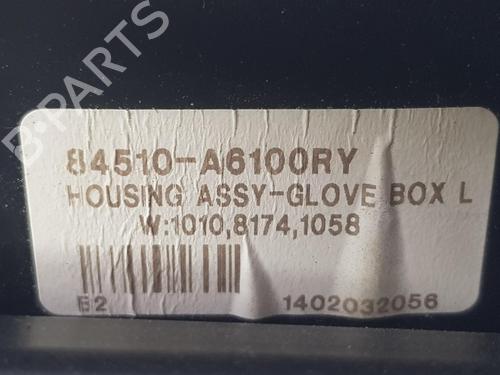 B-PARTS
84510-A6100RY
HOUSING ASSY-GLOVE BOX L
W:1010,8174,1058
E2 1402032056